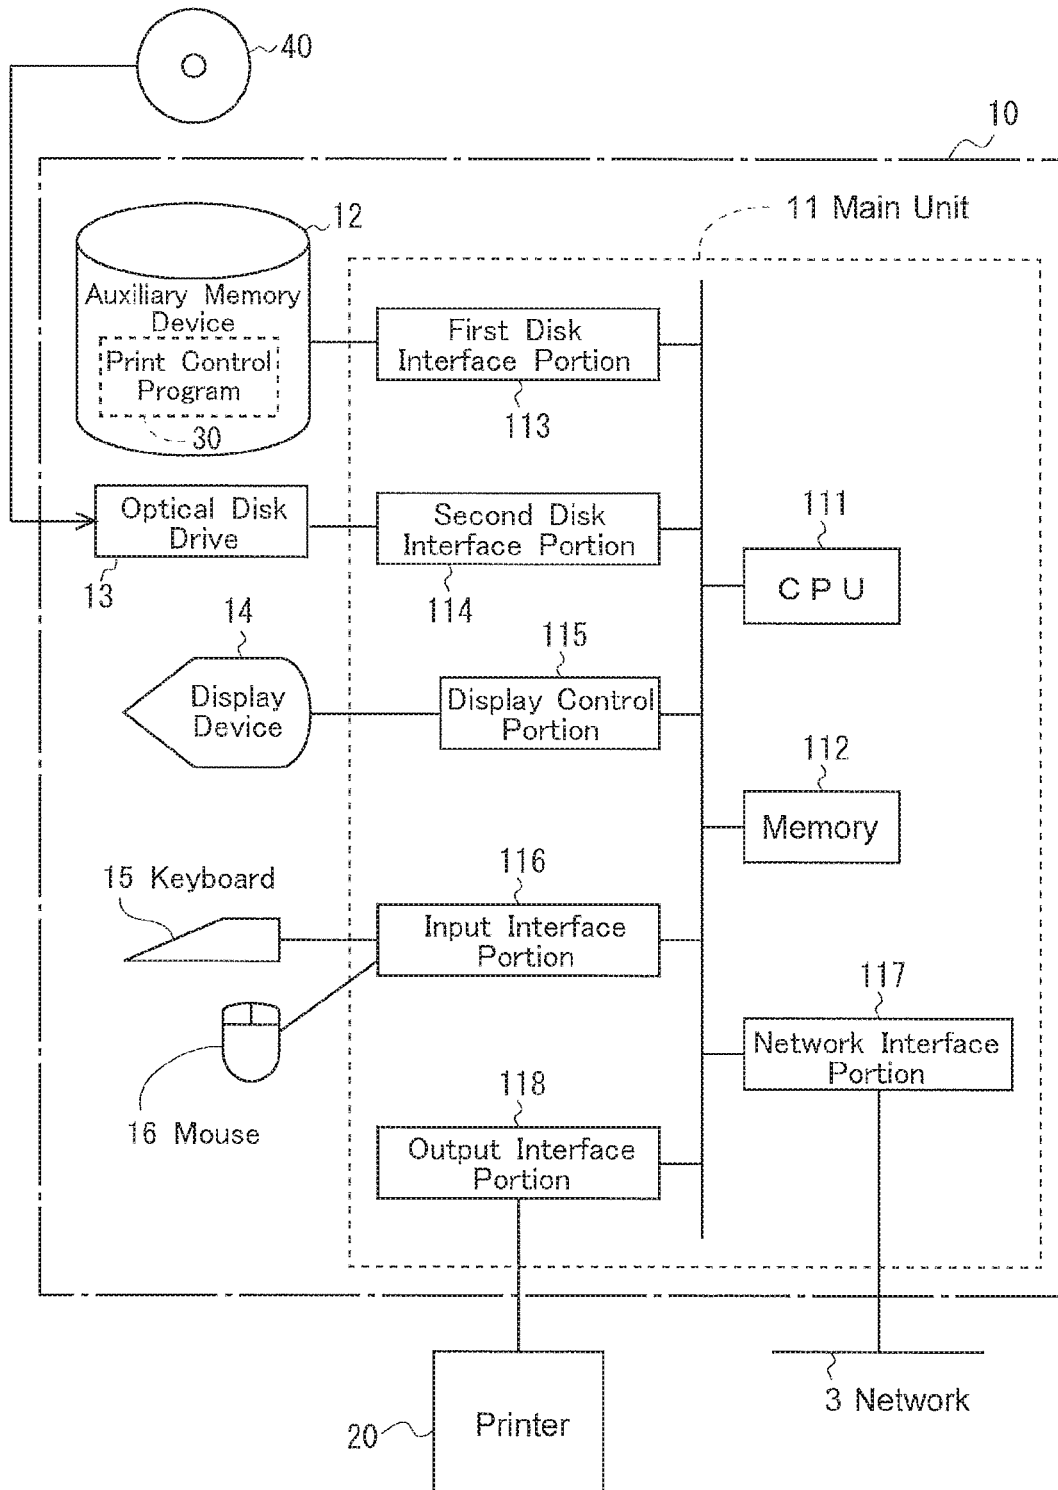 40
10
11 Main Unit
12
Auxiliary Memory
Device
Print Control
Program
30
First Disk
Interface Portion
113
Optical Disk
Drive
13
Second Disk
Interface Portion
114
111
CPU
14
Display
Device
115
Display Control
Portion
112
Memory
15 Keyboard
116
Input Interface
Portion
16 Mouse
117
Network Interface
Portion
118
Output Interface
Portion
20
Printer
3 Network